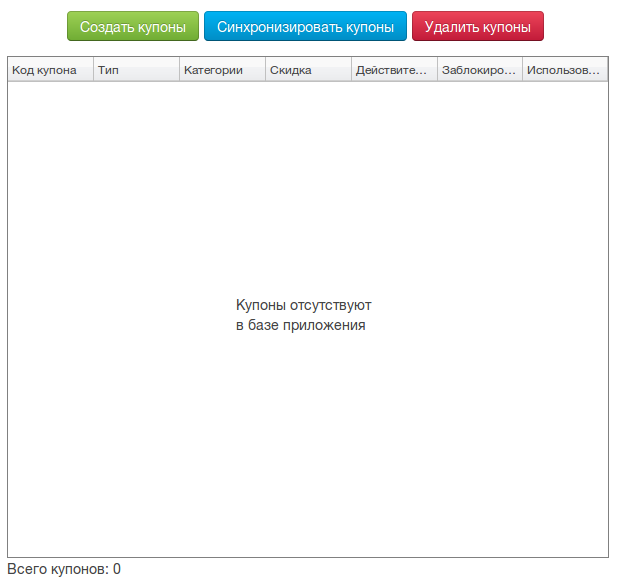 Создать купоны Синхронизировать купоны Удалить купоны
Код купона Тип Категории Скидка Действите... Заблокиро... Использов...
Купоны отсутствуют
в базе приложения
Всего купонов: 0